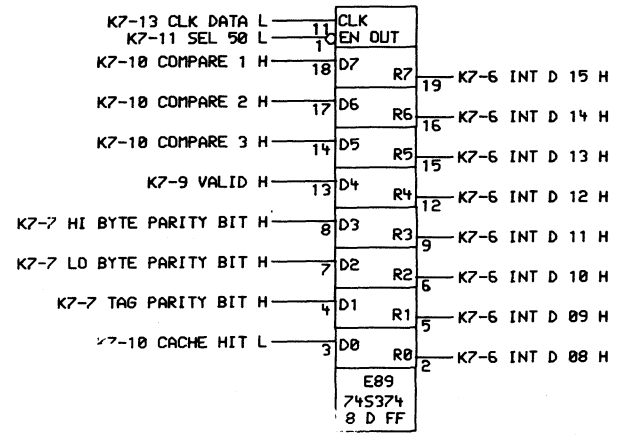 K7-13 CLK DATA L 11 CLK
K7-11 SEL 50 L 1 EN OUT
K7-10 COMPARE 1 H 18 D7
R7 19 K7-6 INT D 15 H
K7-10 COMPARE 2 H 17 D6
R6 16 K7-6 INT D 14 H
K7-10 COMPARE 3 H 14 D5
R5 15 K7-6 INT D 13 H
K7-9 VALID H 13 D4
R4 12 K7-6 INT D 12 H
K7-7 HI BYTE PARITY BIT H 8 D3
R3 9 K7-6 INT D 11 H
K7-7 LO BYTE PARITY BIT H 7 D2
R2 6 K7-6 INT D 10 H
K7-7 TAG PARITY BIT H 4 D1
R1 5 K7-6 INT D 09 H
K7-10 CACHE HIT L 3 D0
R0 2 K7-6 INT D 08 H
E89
74S374
8 D FF